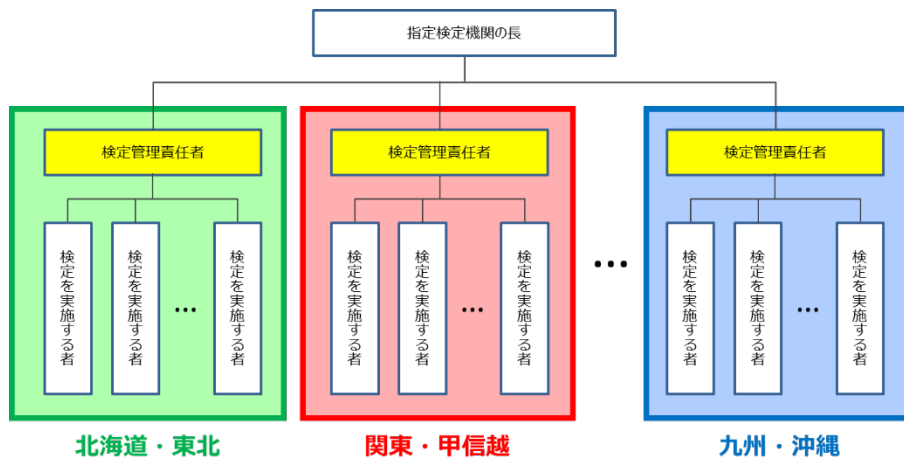 指定検定機関の長
検定管理責任者
検定を実施する者
検定を実施する者
…
検定を実施する者
北海道・東北
検定管理責任者
検定を実施する者
検定を実施する者
…
検定を実施する者
関東・甲信越
…
検定管理責任者
検定を実施する者
検定を実施する者
…
検定を実施する者
九州・沖縄